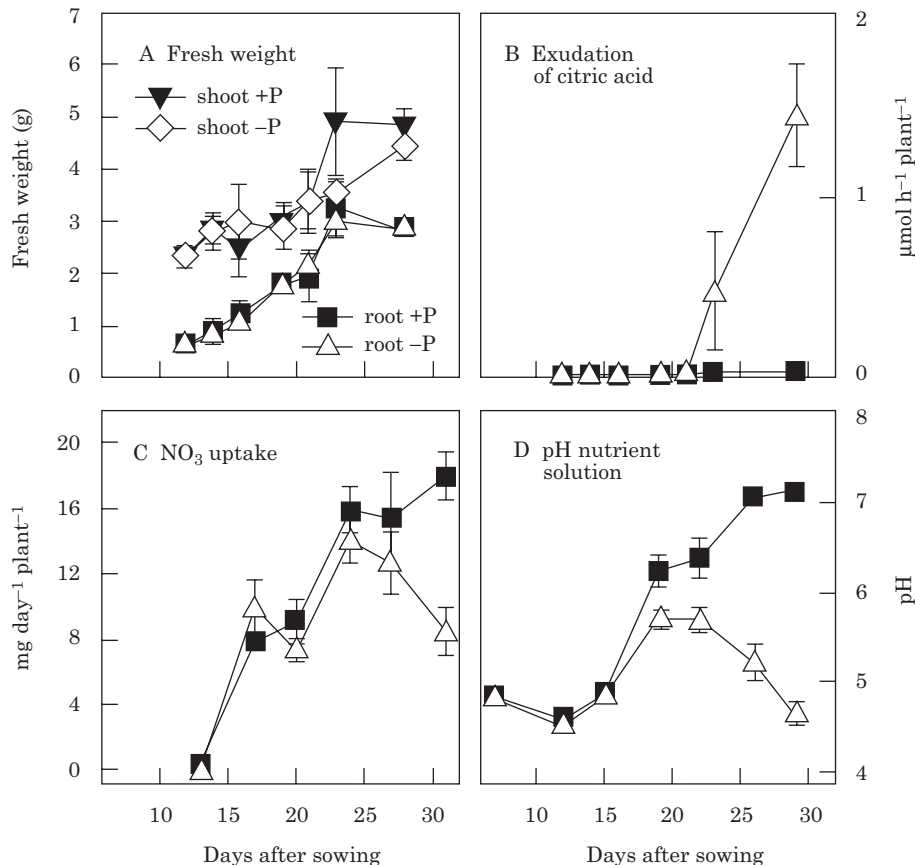 A Fresh weight
shoot +P
shoot –P
root +P
root –P
Fresh weight (g)
7
6
5
4
3
2
1
0
B Exudation
of citric acid
2
1
0
µmol h⁻¹ plant⁻¹
C NO₃ uptake
mg day⁻¹ plant⁻¹
20
16
12
8
4
0
10 15 20 25 30
Days after sowing
D pH nutrient
solution
8
7
6
5
4
pH
10 15 20 25 30
Days after sowing